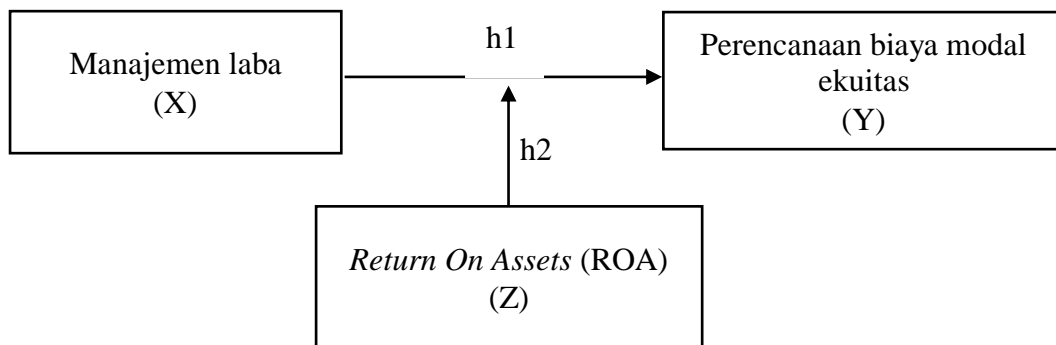 Manajemen laba
(X)
h1
Perencanaan biaya modal
ekuitas
(Y)
h2
Return On Assets (ROA)
(Z)